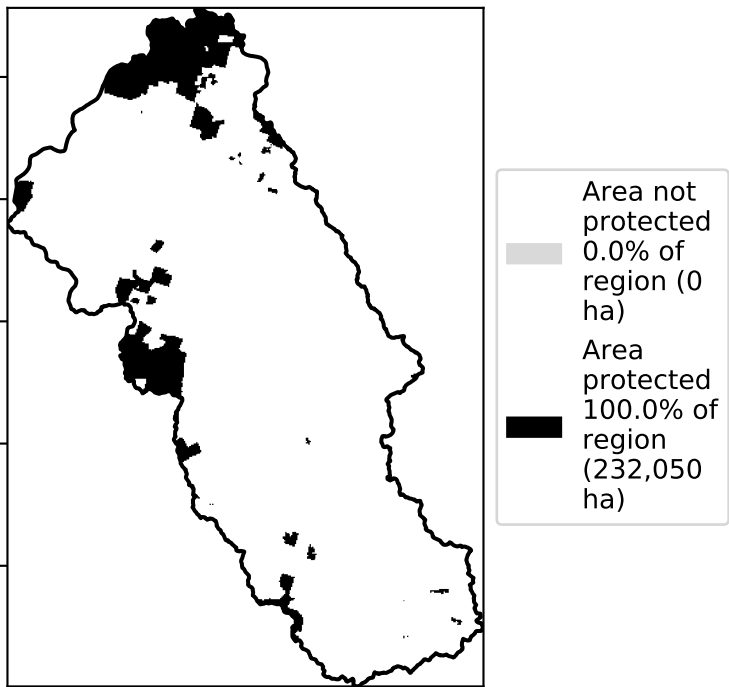 Area not
protected
0.0% of
region (0
ha)
Area
protected
100.0% of
region
(232,050
ha)